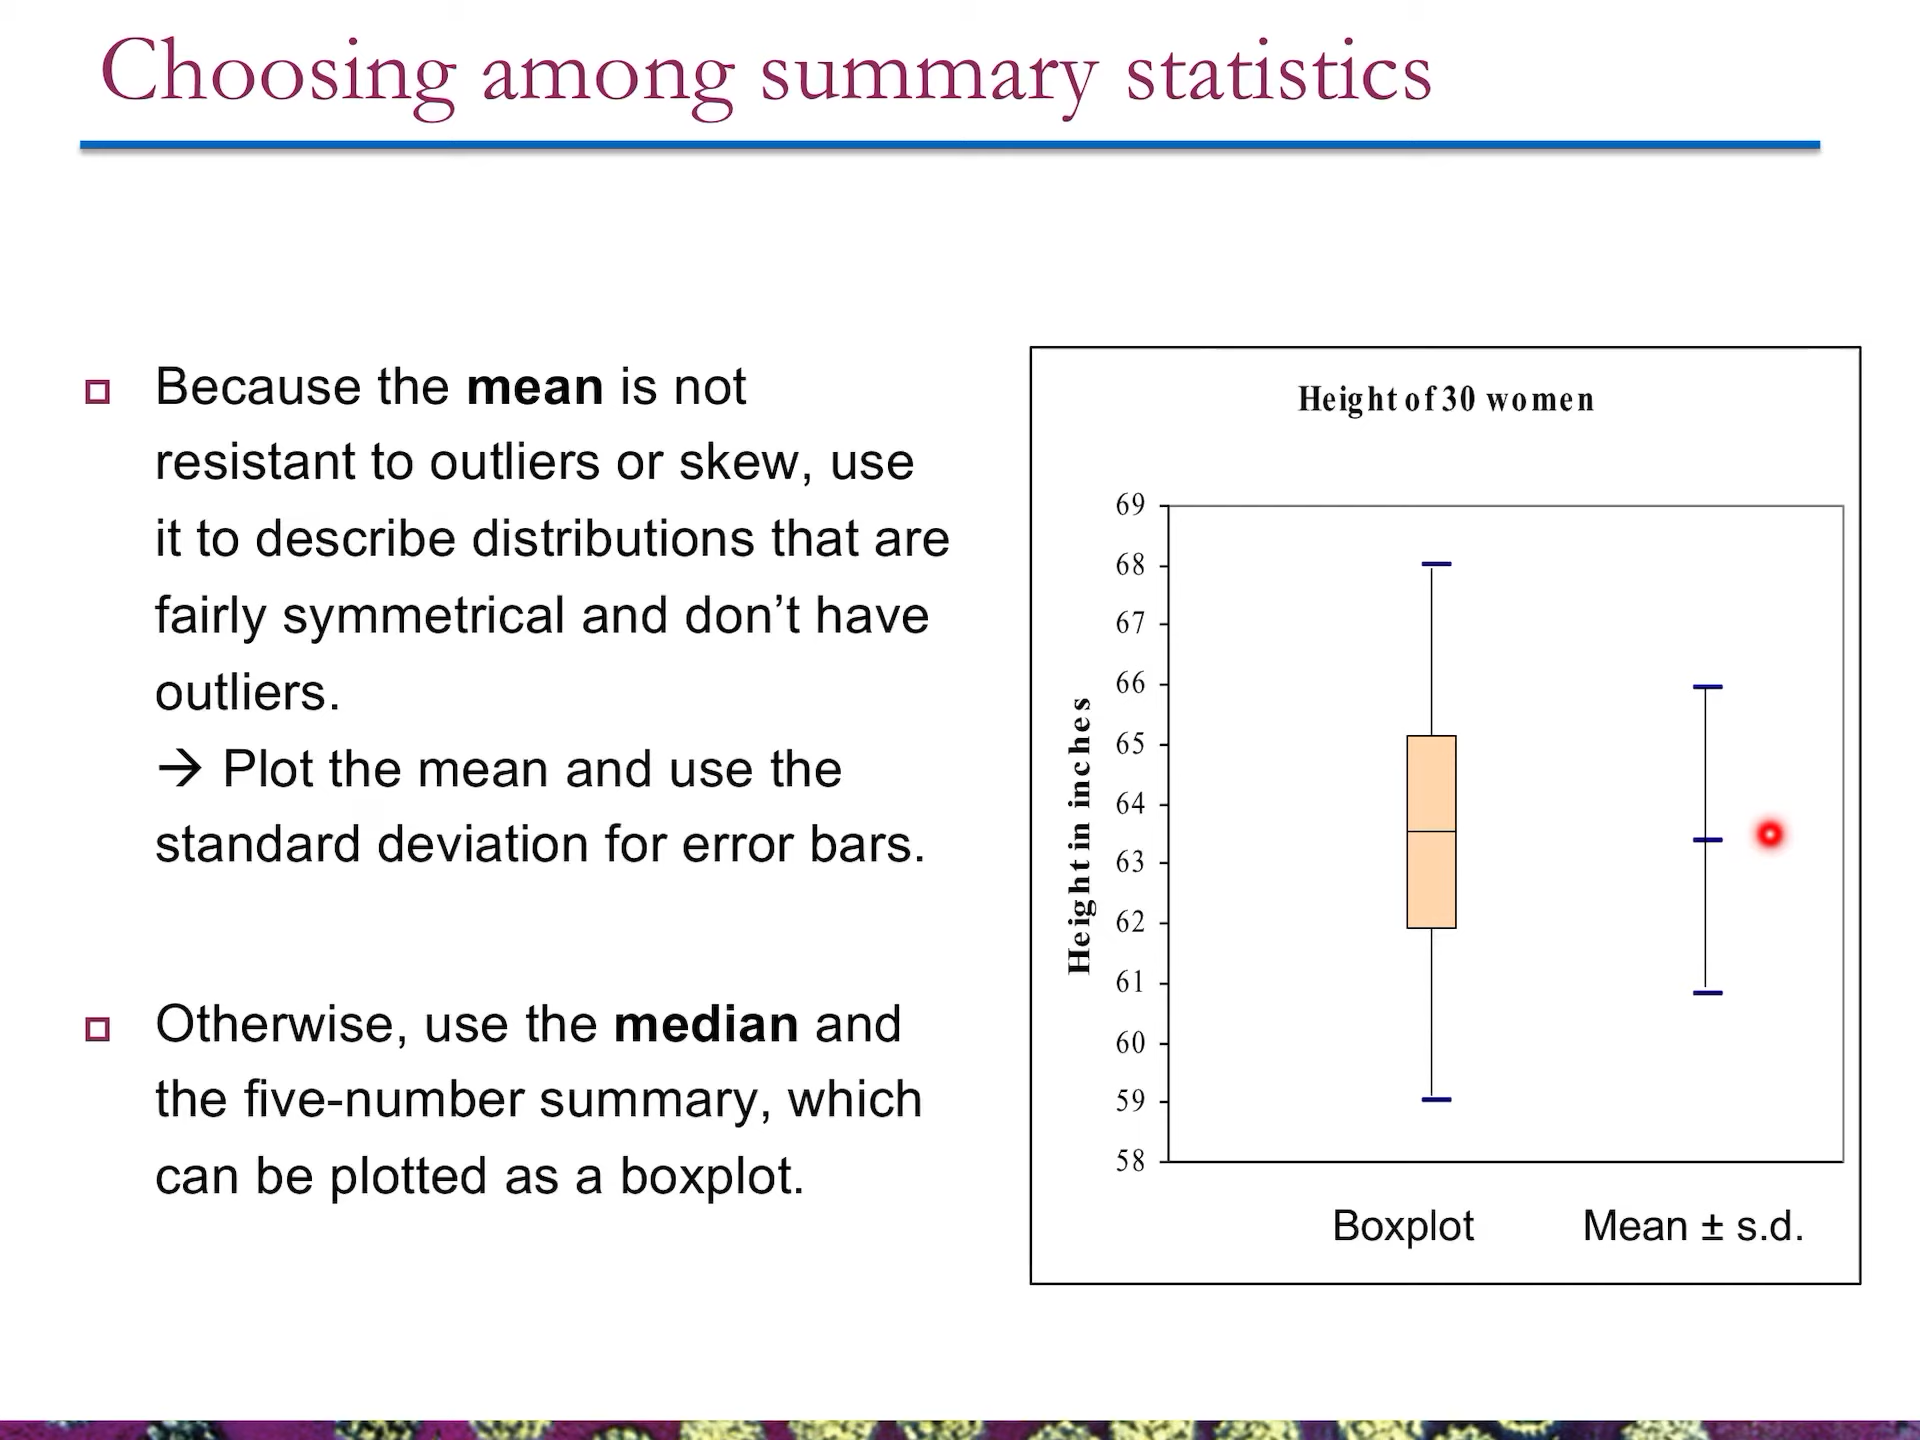 Choosing among summary statistics
Because the mean is not
resistant to outliers or skew, use
it to describe distributions that are
fairly symmetrical and don’t have
outliers.
→ Plot the mean and use the
standard deviation for error bars.
Otherwise, use the median and
the five-number summary, which
can be plotted as a boxplot.
Height of 30 women
Height in inches
69
68
67
66
65
64
63
62
61
60
59
58
Boxplot
Mean ± s.d.